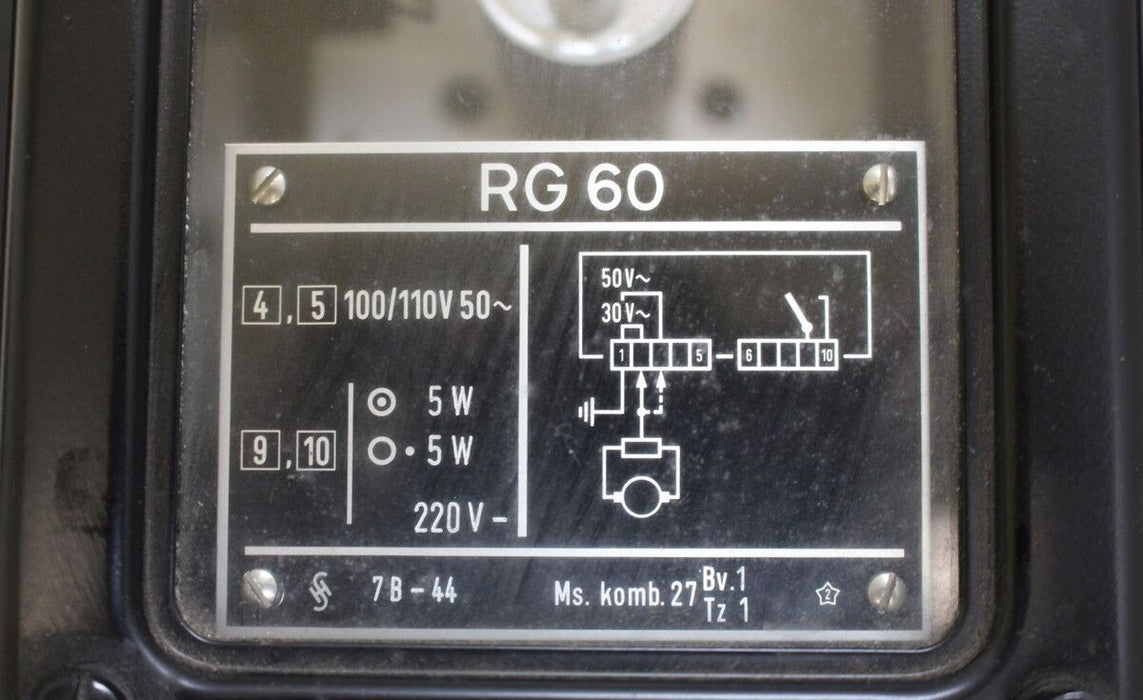 RG 60
4, 5 100/110V 50~
5 W
9, 10 5 W
220 V –
50V~
30V~
1 5 6 10
7 B – 44
Ms. komb. 27 Bv. 1
Tz 1
2